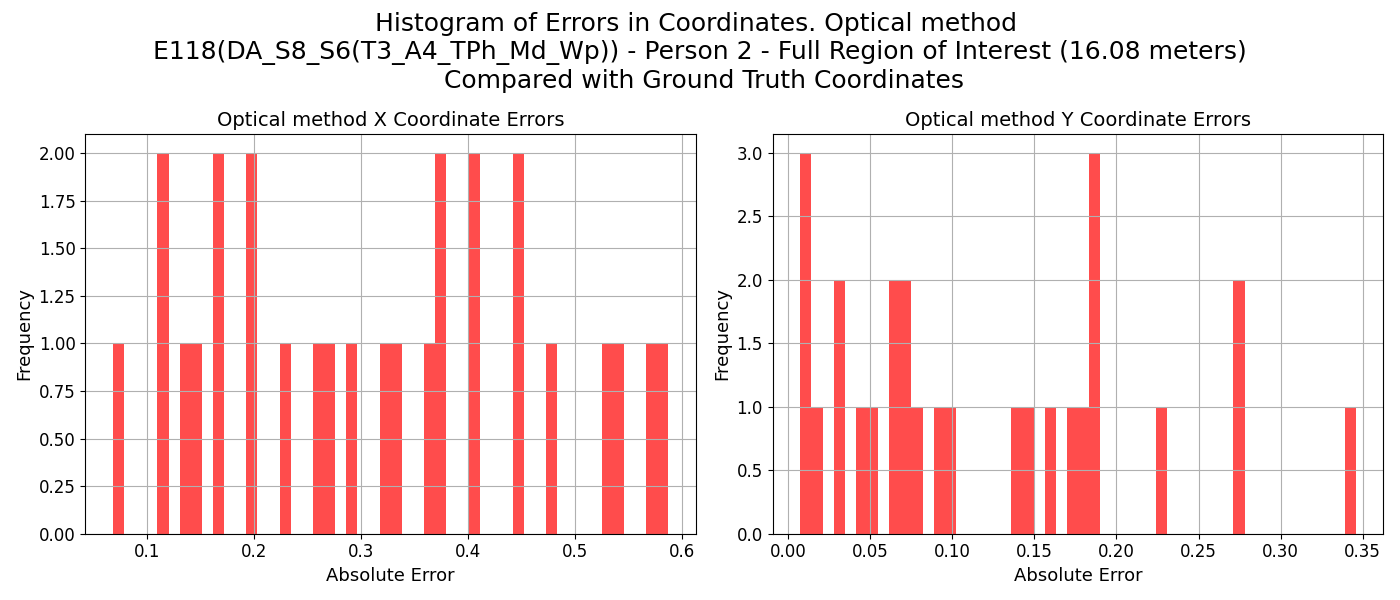 Histogram of Errors in Coordinates. Optical method
E118(DA_S8_S6(T3_A4_TPh_Md_Wp)) - Person 2 - Full Region of Interest (16.08 meters)
Compared with Ground Truth Coordinates
Optical method X Coordinate Errors
Frequency
2.00
1.75
1.50
1.25
1.00
0.75
0.50
0.25
0.00
0.1 0.2 0.3 0.4 0.5 0.6
Absolute Error
Optical method Y Coordinate Errors
Frequency
3.0
2.5
2.0
1.5
1.0
0.5
0.0
0.00 0.05 0.10 0.15 0.20 0.25 0.30 0.35
Absolute Error